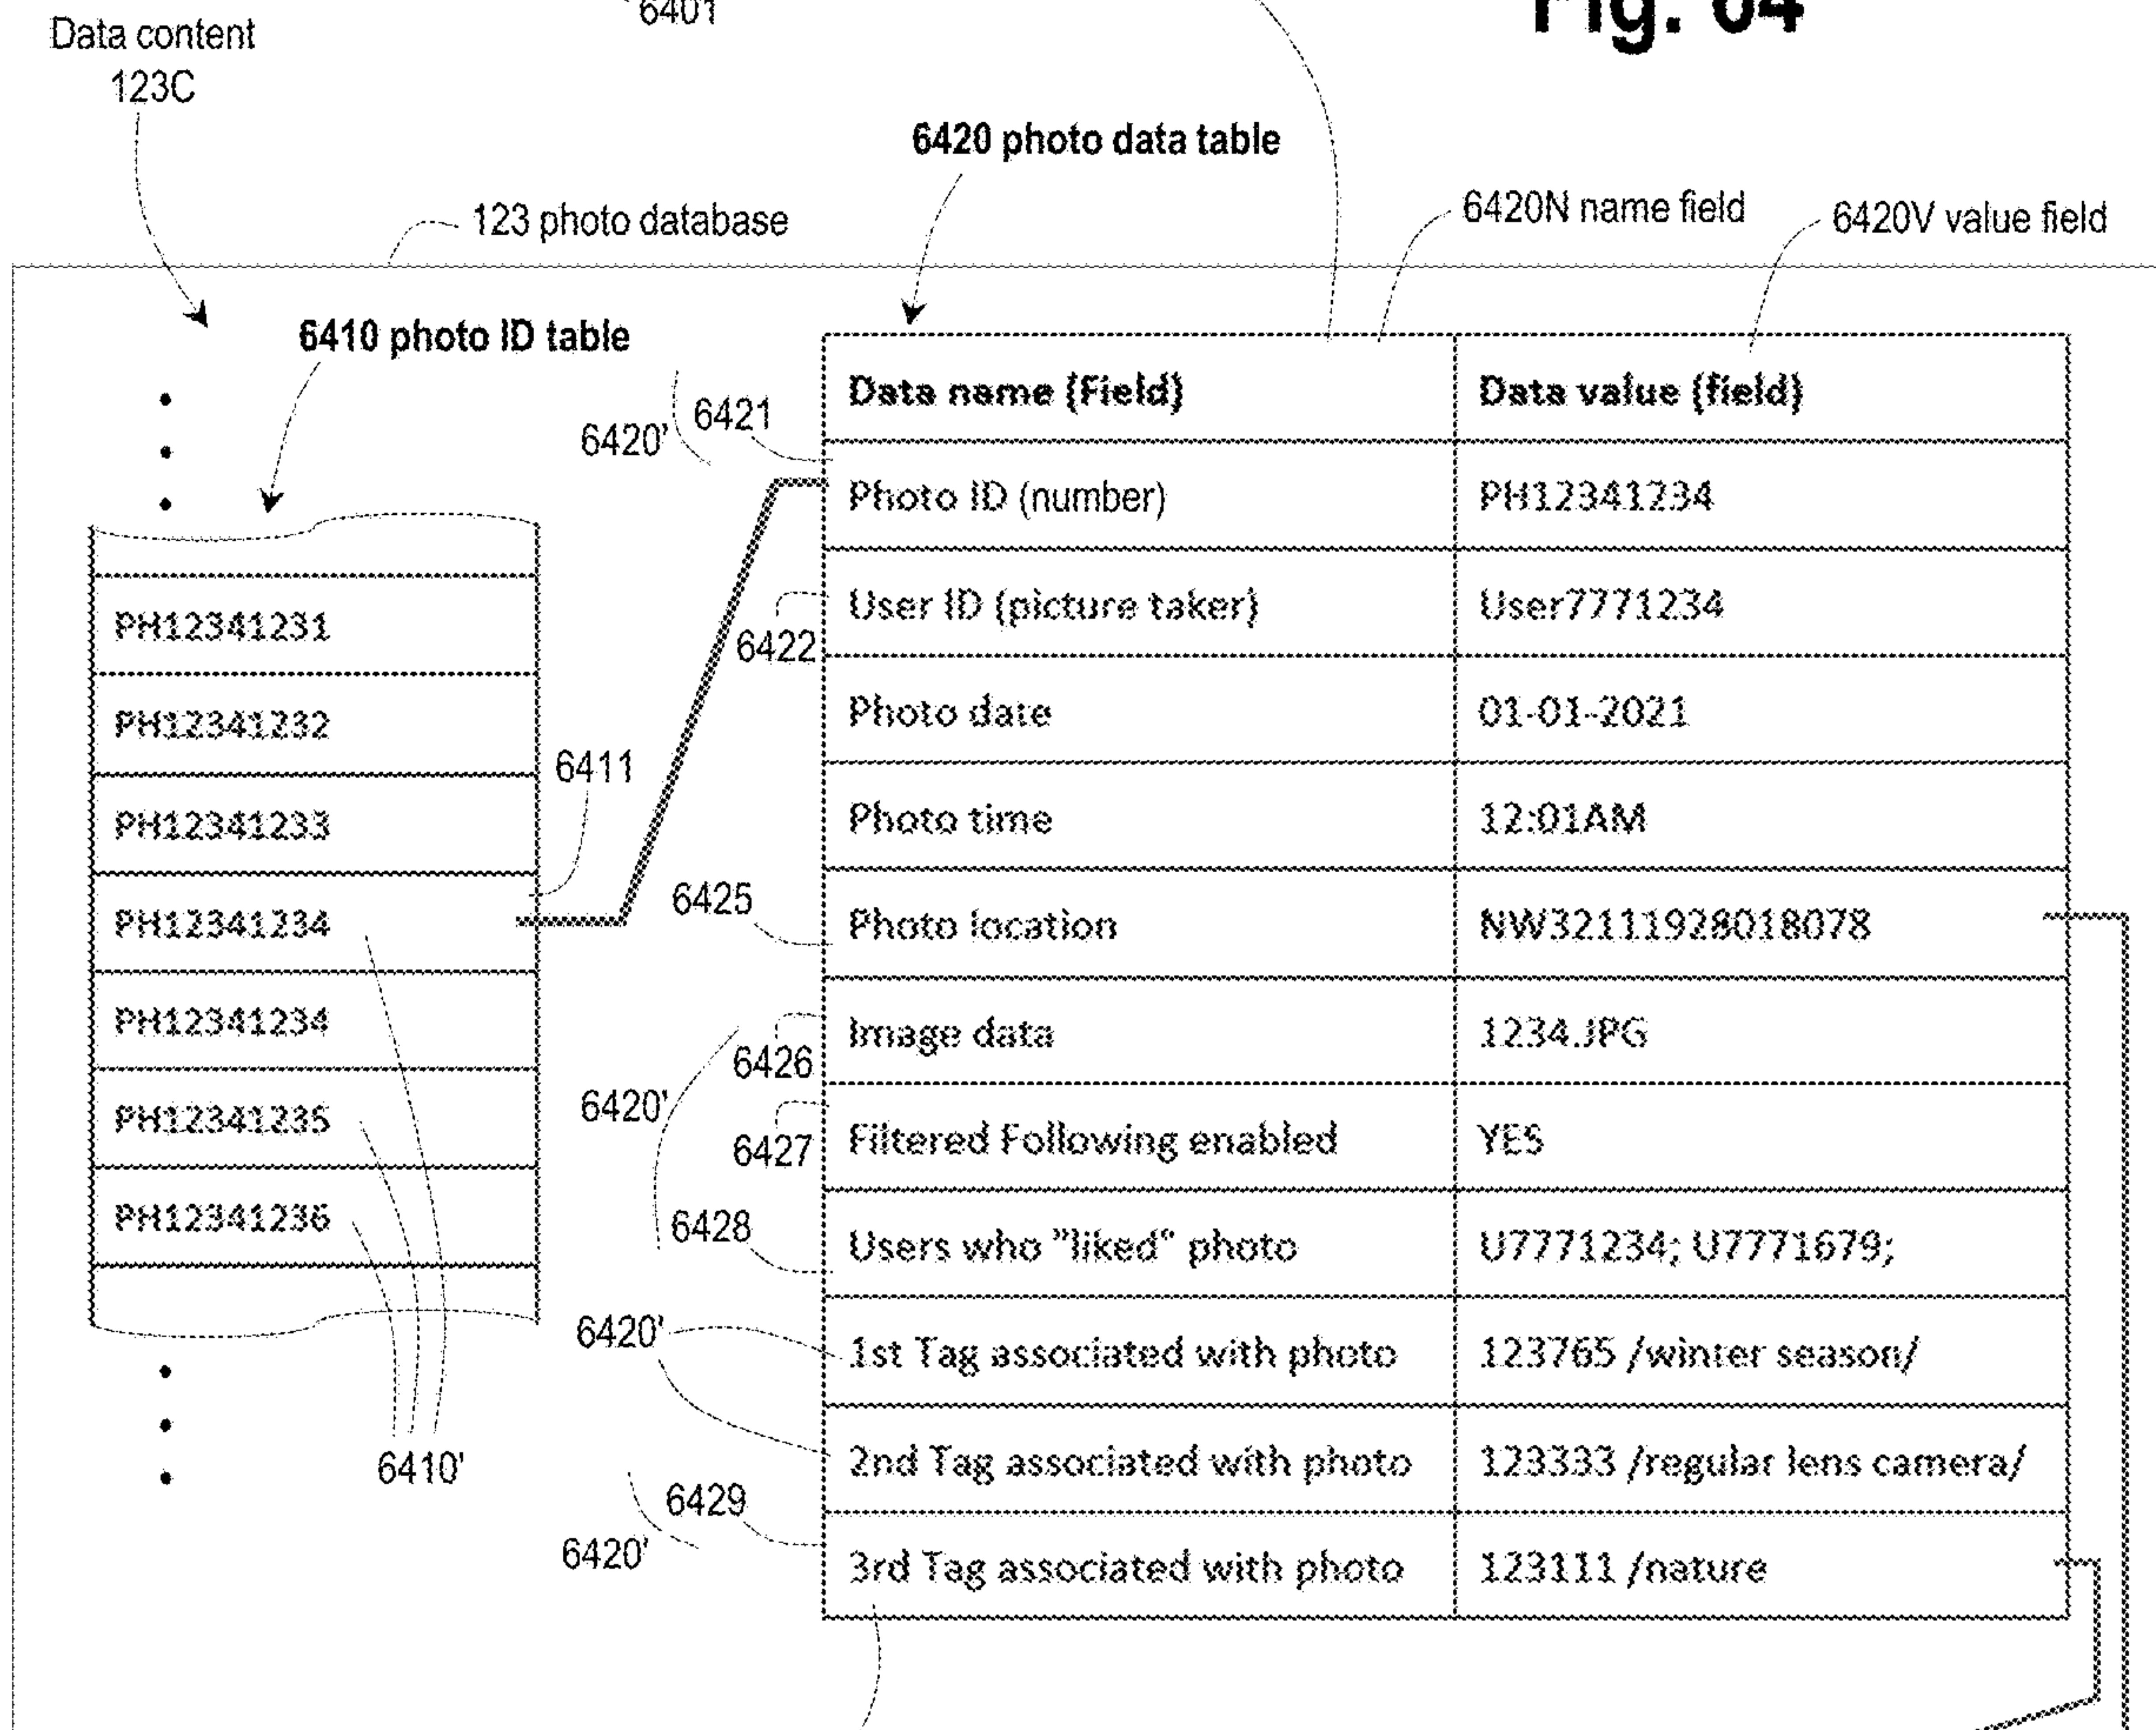 6401
Fig. 64
Data content
123C
6420 photo data table
123 photo database
6420N name field
6420V value field
6410 photo ID table
6420'
6421
Data name (Field)
Data value (field)
Photo ID (number)
PH12341234
User ID (picture taker)
User7771234
6422
Photo date
01-01-2021
Photo time
12:01AM
6425
Photo location
NW32111928018078
6426
Image data
1234.JPG
6420'
6427
Filtered Following enabled
YES
6428
Users who "liked" photo
U7771234; U7771679;
6420'
1st Tag associated with photo
123765 /winter season/
2nd Tag associated with photo
123333 /regular lens camera/
6429
6420'
3rd Tag associated with photo
123111 /nature
PH12341231
PH12341232
PH12341233
6411
PH12341234
PH12341234
PH12341235
PH12341236
6410'